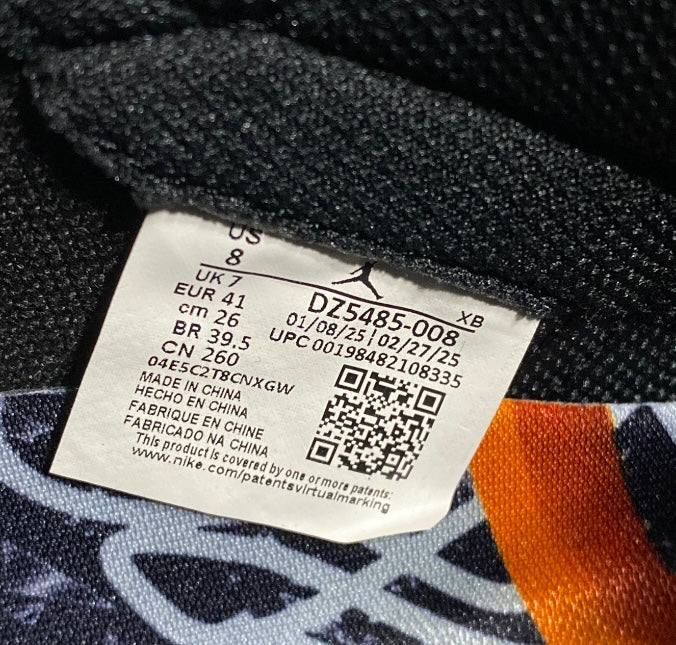 US
8
UK 7
EUR 41
cm 26
BR 39.5
CN 260
XB
DZ5485-008
01/08/25 | 02/27/25
UPC 00198482108335
04E5C2T8CNXGW
MADE IN CHINA
HECHO EN CHINA
FABRIQUE EN CHINE
FABRICADO NA CHINA
This product is covered by one or more patents:
www.nike.com/patentsvirtualmarking